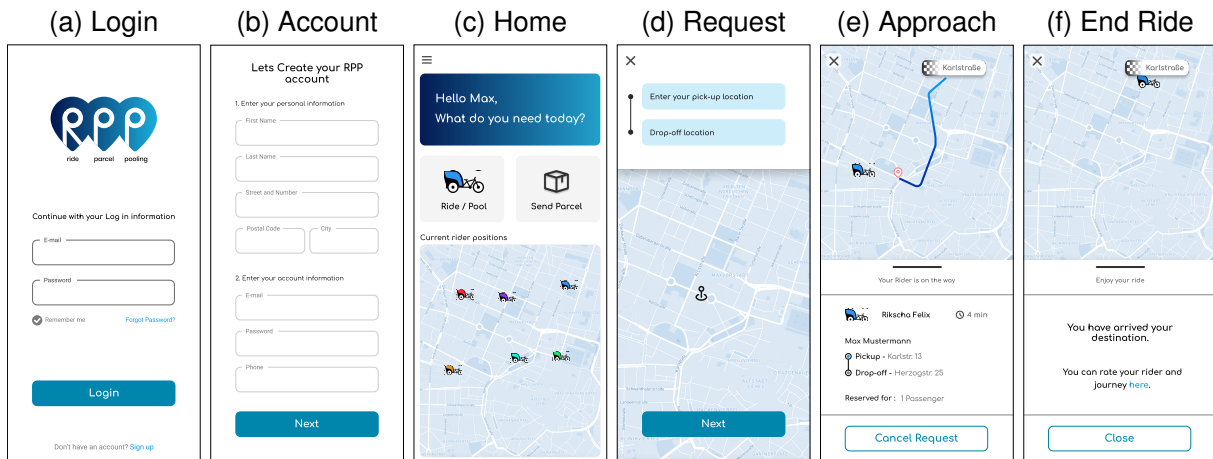 (a) Login
RPP
ride parcel pooling
Continue with your Log in information
E-mail
Password
Remember me
Forgot Password?
Login
Don't have an account? Sign up
(b) Account
Lets Create your RPP
account
1. Enter your personal information
First Name
Last Name
Street and Number
Postal Code
City
2. Enter your account information
E-mail
Password
Phone
Next
(c) Home
Hello Max,
What do you need today?
Ride / Pool
Send Parcel
Current rider positions
(d) Request
Enter your pick-up location
Drop-off location
Next
(e) Approach
Karlstraße
Your Rider is on the way
Rikscha Felix
4 min
Max Mustermann
Pickup - Karlstr. 13
Drop-off - Herzogstr. 25
Reserved for : 1 Passenger
Cancel Request
(f) End Ride
Karlstraße
Enjoy your ride
You have arrived your
destination.
You can rate your rider and
journey here.
Close